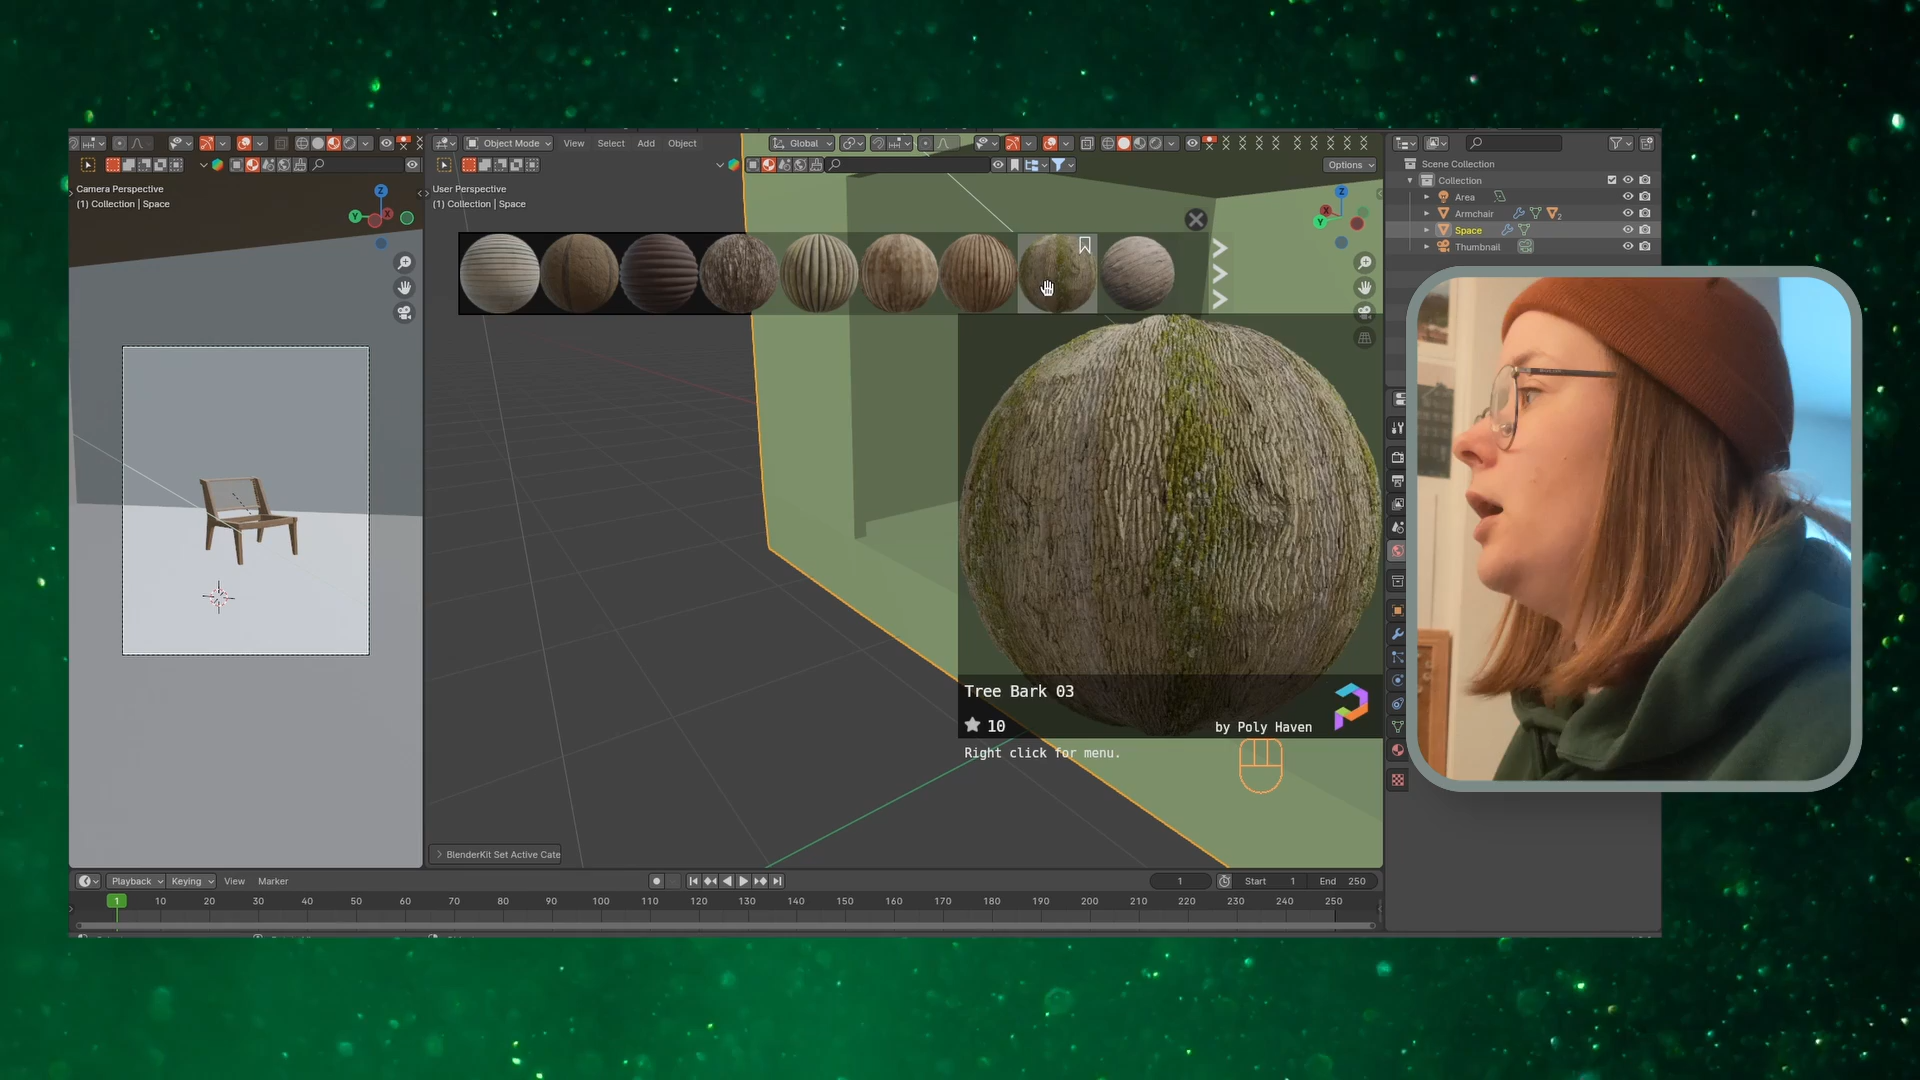 Object Mode View Select Add Object Global
Options
Camera Perspective
(1) Collection | Space
User Perspective
(1) Collection | Space
Scene Collection
Collection
Area
Armchair
2
Space
Thumbnail
Z
Y
X
Z
X
Y
Tree Bark 03
10 by Poly Haven
Right click for menu.
BlenderKit Set Active Cate
Playback Keying View Marker 1 Start 1 End 250
1 10 20 30 40 50 60 70 80 90 100 110 120 130 140 150 160 170 180 190 200 210 220 230 240 250